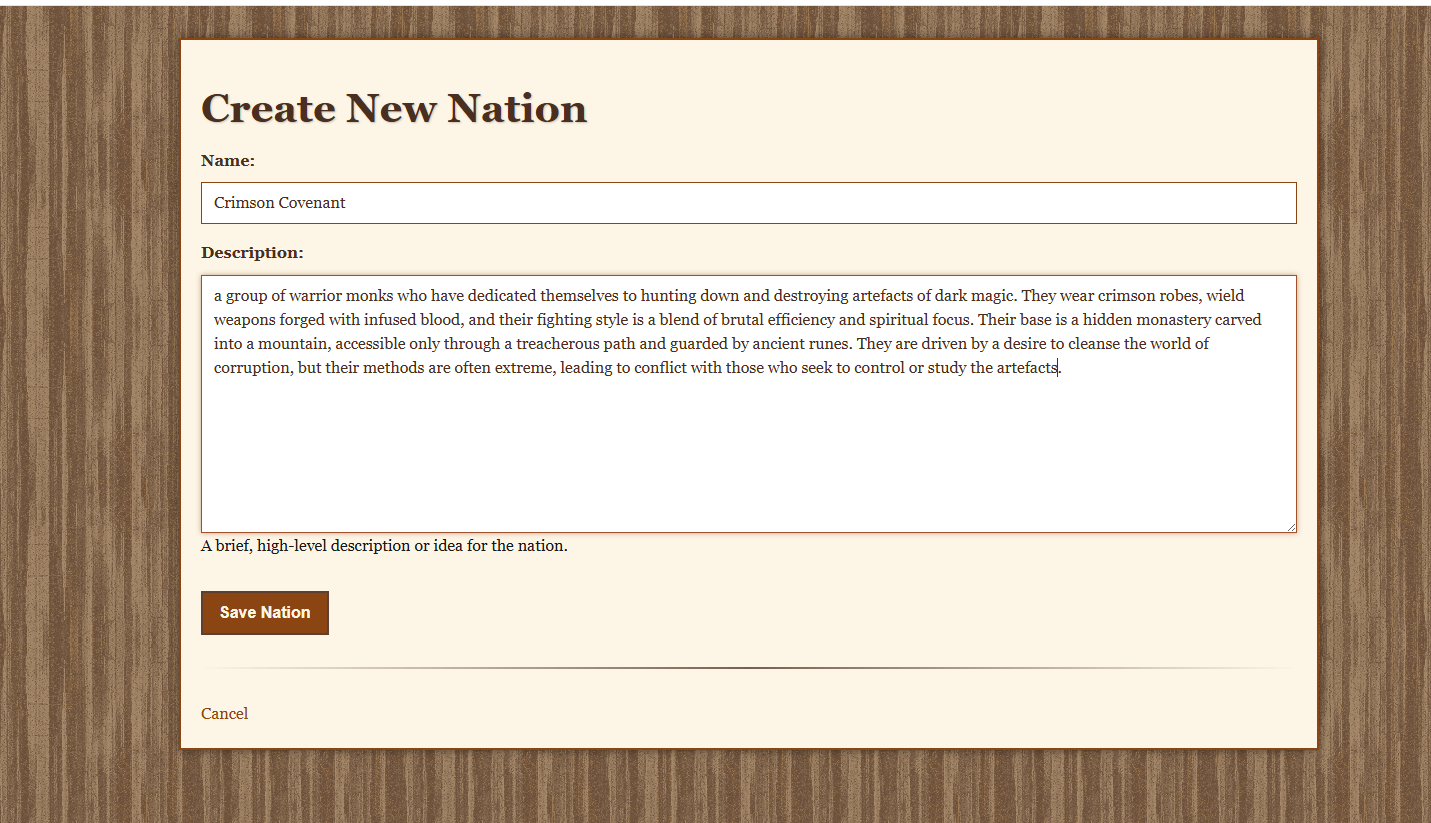 Create New Nation
Name:
Crimson Covenant
Description:
a group of warrior monks who have dedicated themselves to hunting down and destroying artefacts of dark magic. They wear crimson robes, wield
weapons forged with infused blood, and their fighting style is a blend of brutal efficiency and spiritual focus. Their base is a hidden monastery carved
into a mountain, accessible only through a treacherous path and guarded by ancient runes. They are driven by a desire to cleanse the world of
corruption, but their methods are often extreme, leading to conflict with those who seek to control or study the artefacts.
A brief, high-level description or idea for the nation.
Save Nation
Cancel